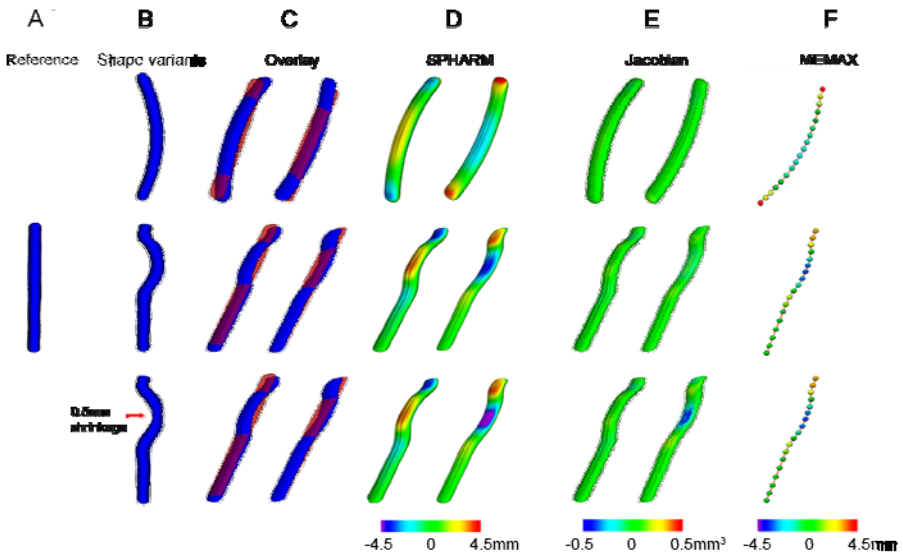 A B C D E F
Reference Shape variants Overlay SPHARM Jacobian MEMAX
0.5mm
shrinkage
-4.5 0 4.5mm -0.5 0 0.5mm³ -4.5 0 4.5mm